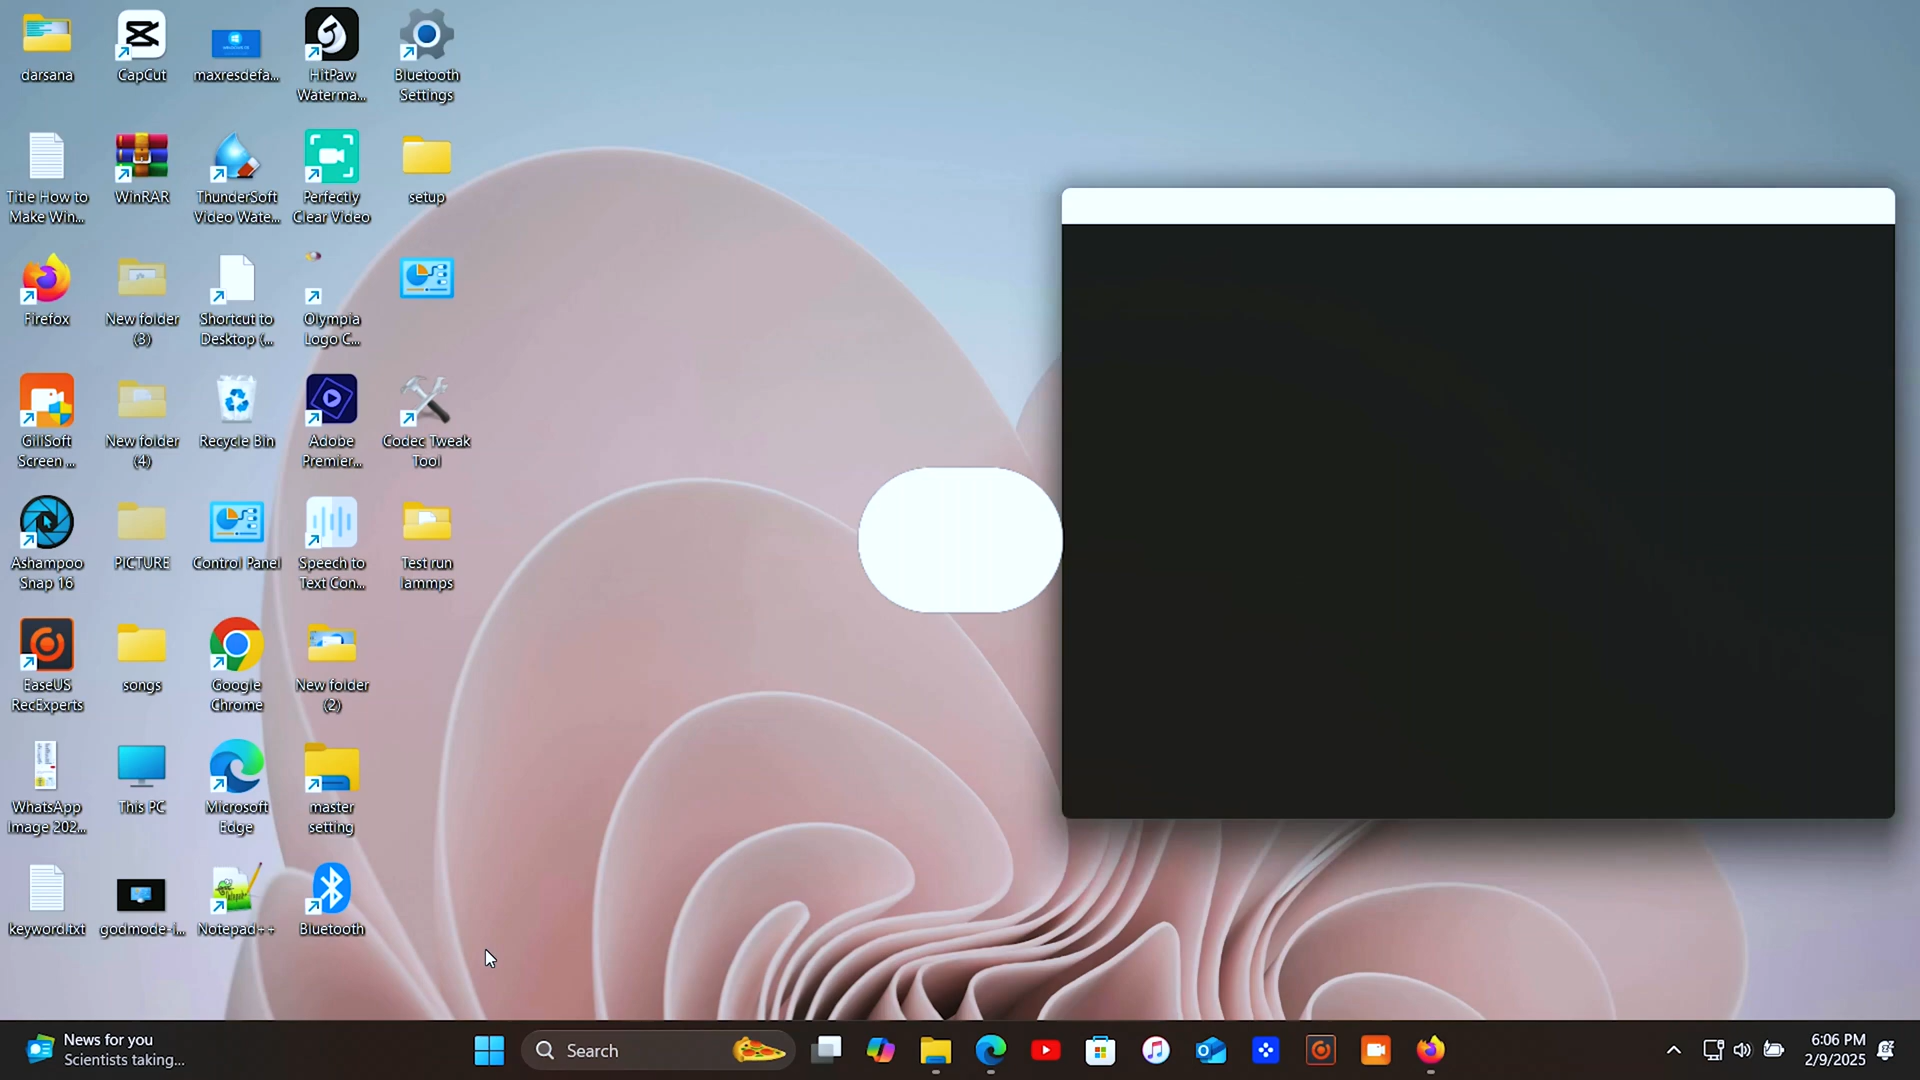 darsana
CapCut
maxresdefa...
HitPaw
Waterma...
Bluetooth
Settings
Title How to
Make Win...
WinRAR
ThunderSoft
Video Wate...
Perfectly
Clear Video
setup
Firefox
New folder
(3)
Shortcut to
Desktop (...
Olympia
Logo C...
GiliSoft
Screen ...
New folder
(4)
Recycle Bin
Adobe
Premier...
Codec Tweak
Tool
Ashampoo
Snap 16
PICTURE
Control Panel
Speech to
Text Con...
Test run
lammps
EaseUS
RecExperts
songs
Google
Chrome
New folder
(2)
WhatsApp
Image 202...
This PC
Microsoft
Edge
master
setting
keyword.txt
godmode-i...
Notepad++
Bluetooth
News for you
Scientists taking...
Search
6:06 PM
2/9/2025